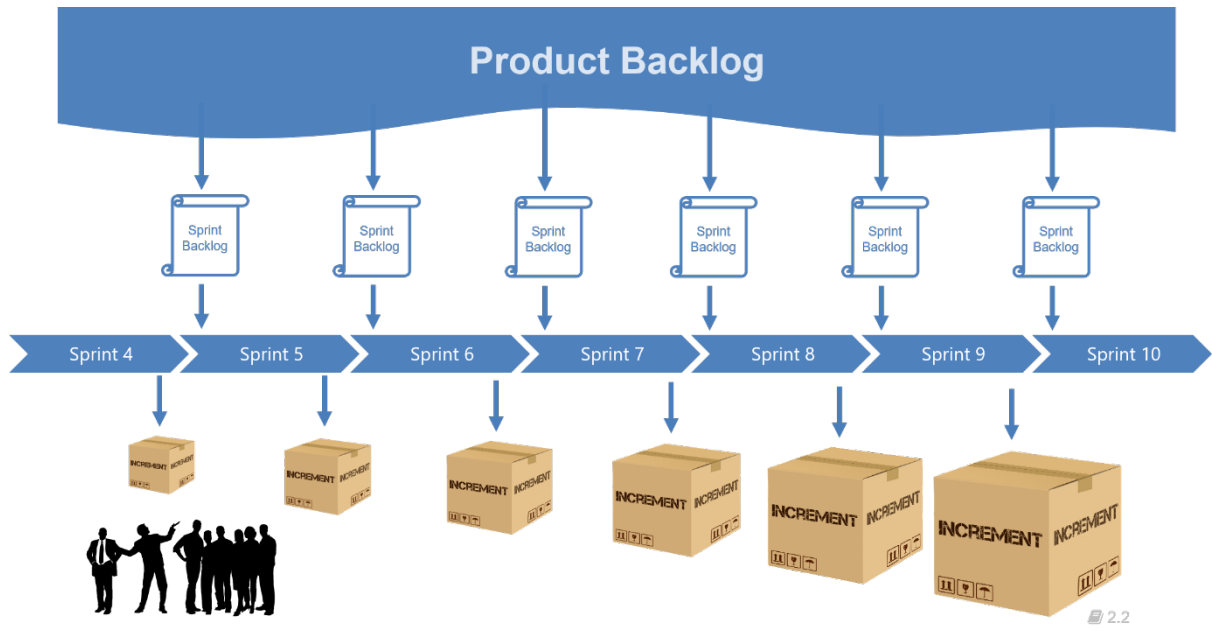 Product Backlog
Sprint
Backlog
Sprint
Backlog
Sprint
Backlog
Sprint
Backlog
Sprint
Backlog
Sprint
Backlog
Sprint 4
Sprint 5
Sprint 6
Sprint 7
Sprint 8
Sprint 9
Sprint 10
INCREMENT INCREMENT
INCREMENT INCREMENT
INCREMENT INCREMENT
INCREMENT INCREMENT
INCREMENT INCREMENT
INCREMENT INCREMENT
2.2